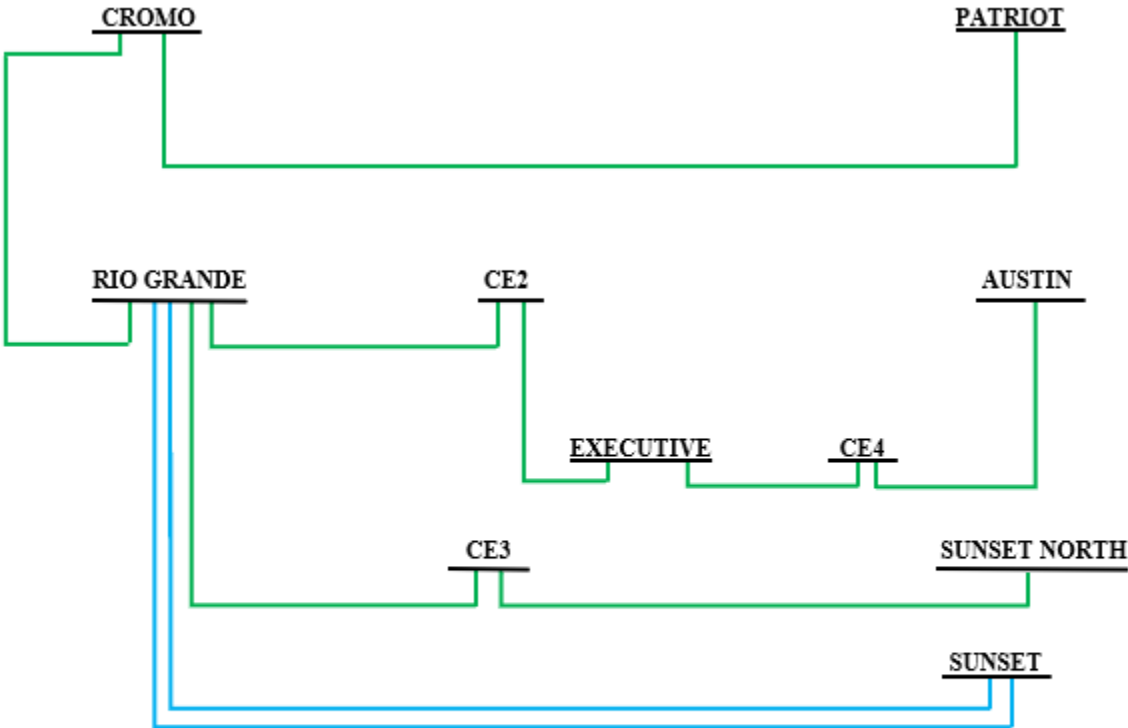 CROMO
PATRIOT
RIO GRANDE
CE2
AUSTIN
EXECUTIVE
CE4
CE3
SUNSET NORTH
SUNSET